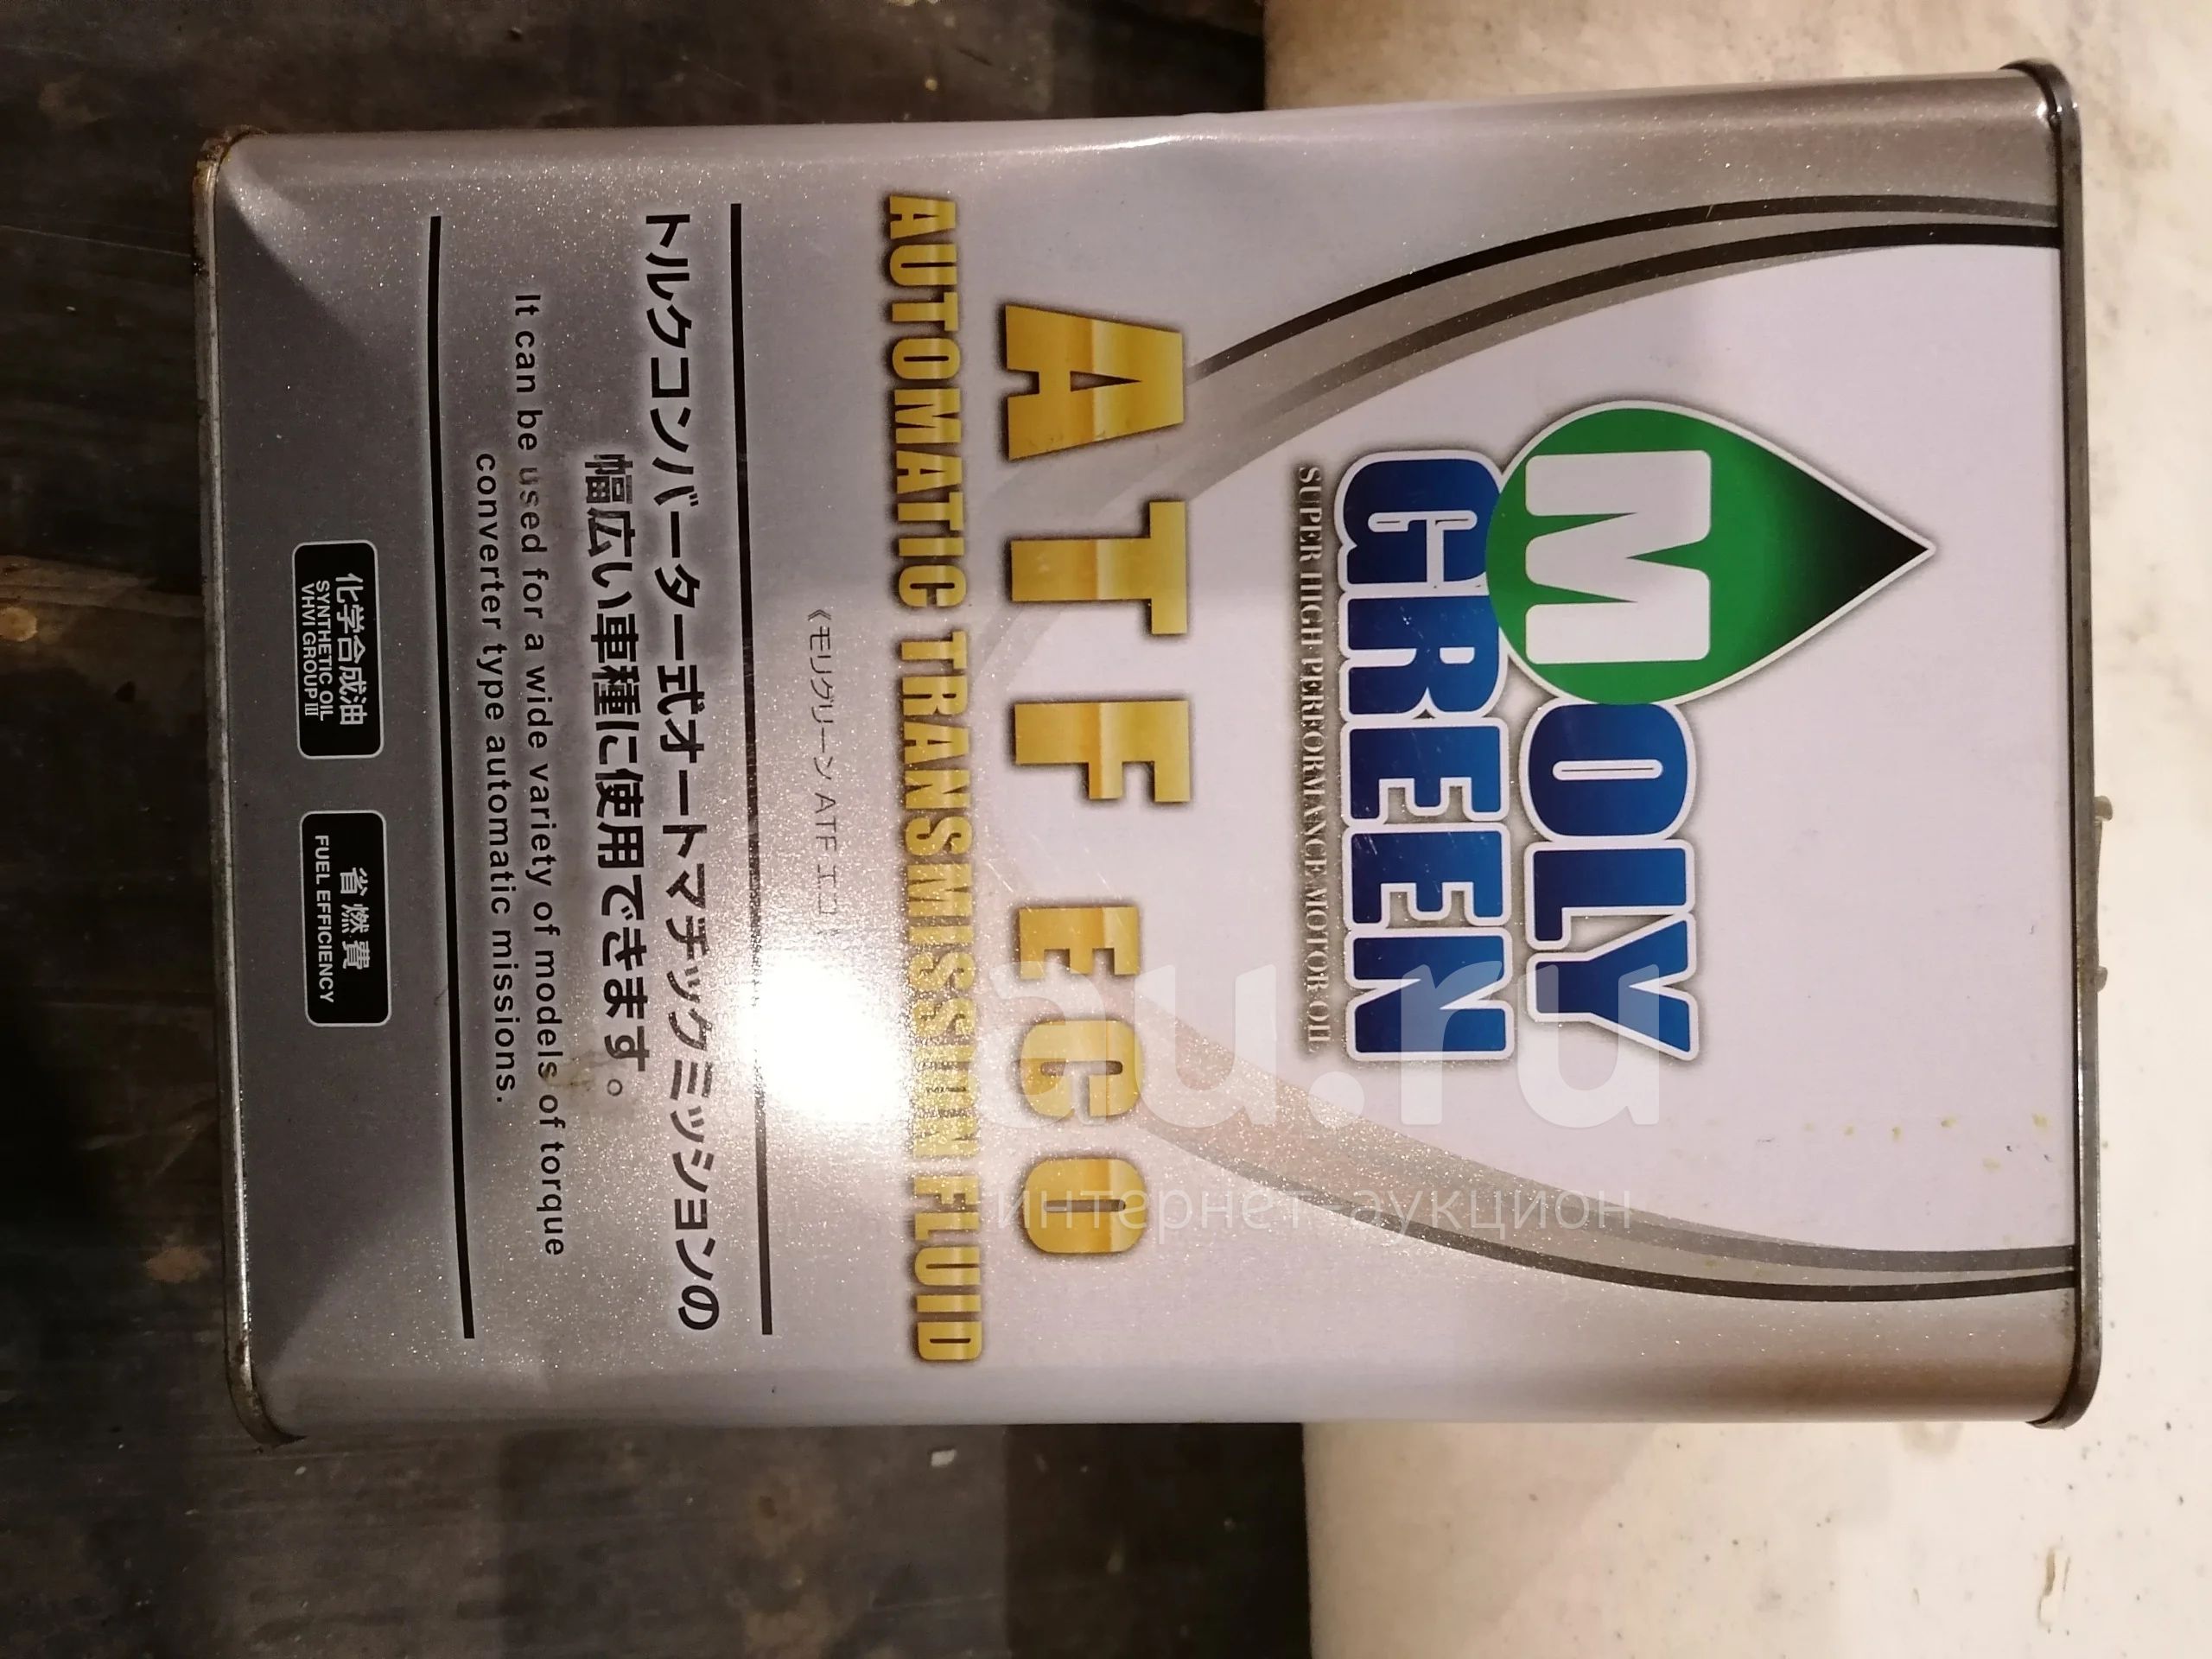 MOLY
GREEN
SUPER HIGH PERFORMANCE MOTOR OIL
ATF ECO
AUTOMATIC TRANSMISSION FLUID
《モリグリーン ATF エコ
トルクコンバーター式オートマチックミッションの
幅広い車種に使用できます。
It can be used for a wide variety of models of torque
converter type automatic missions.
化学合成油
SYNTHETIC OIL
VHVI GROUPⅢ
省燃費
FUEL EFFICIENCY
au.ru
интернет-аукцион